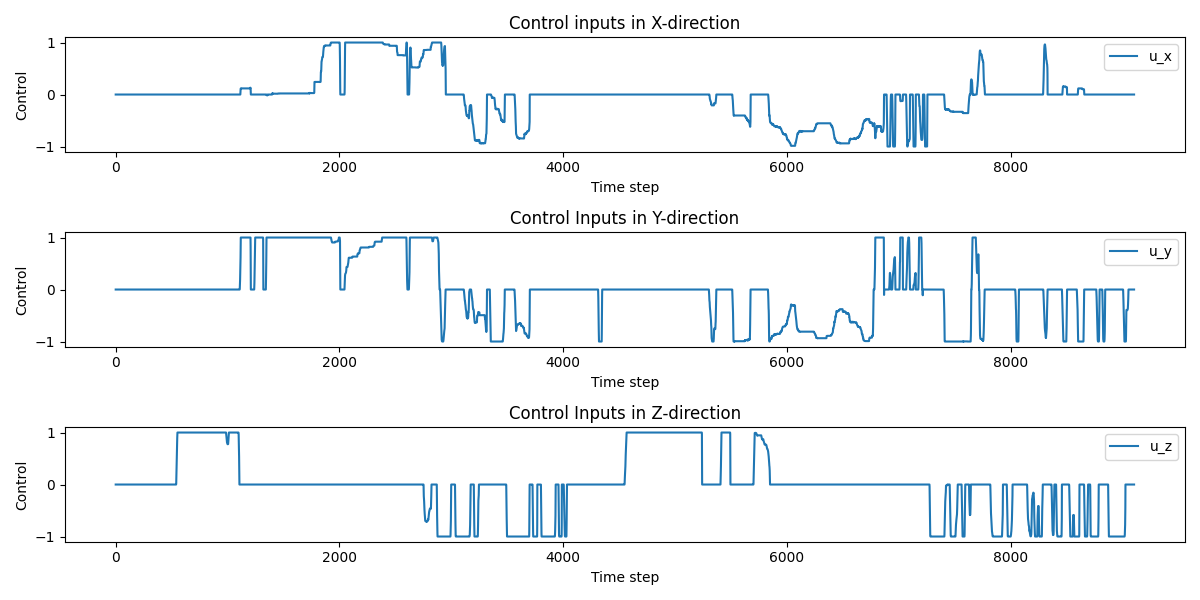 Control inputs in X-direction
1
0
−1
Control
u_x
0 2000 4000 6000 8000
Time step
Control Inputs in Y-direction
1
0
−1
Control
u_y
0 2000 4000 6000 8000
Time step
Control Inputs in Z-direction
1
0
−1
Control
u_z
0 2000 4000 6000 8000
Time step